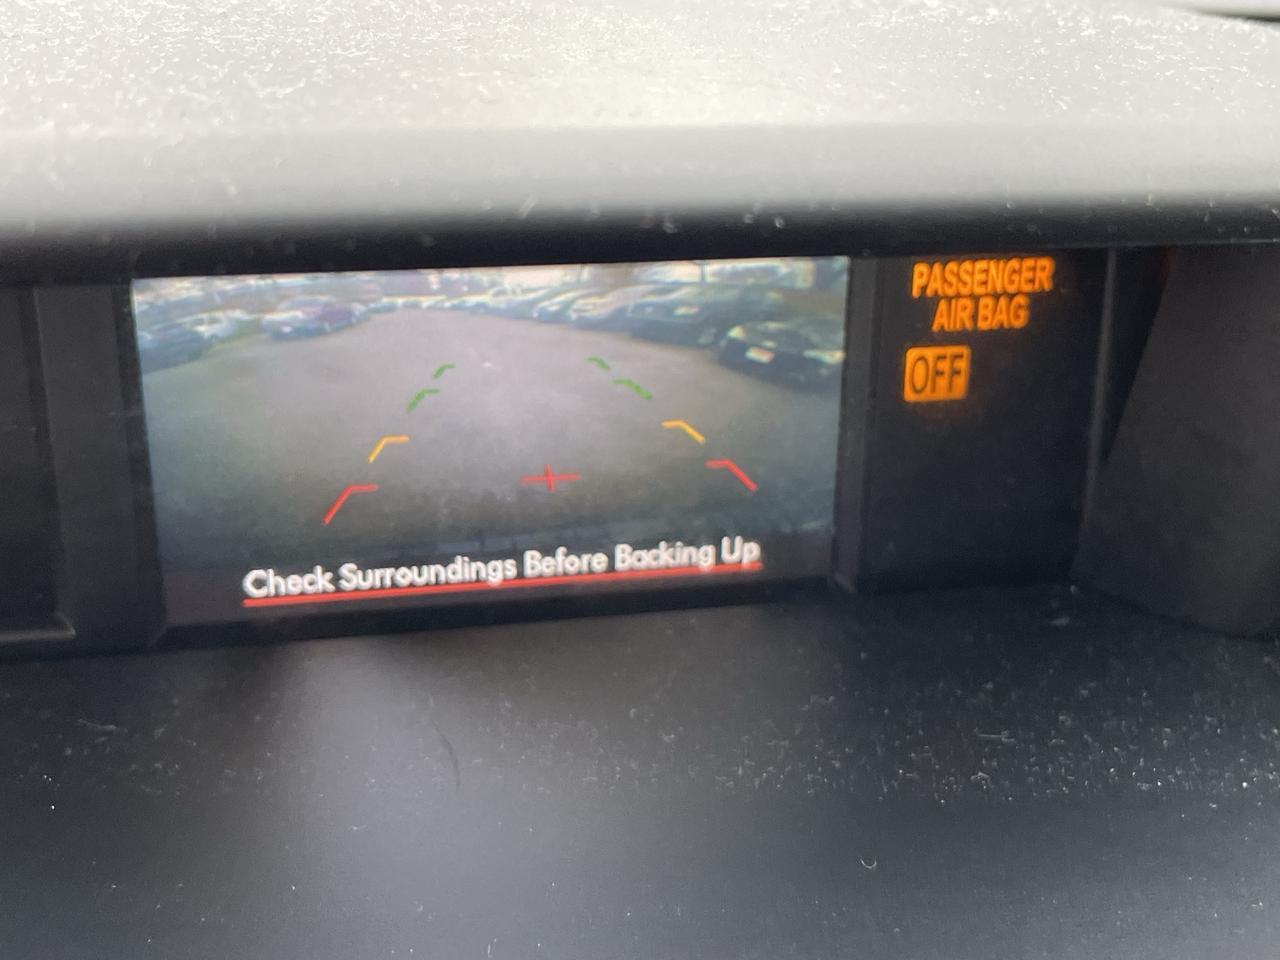 PASSENGER
AIR BAG
OFF
Check Surroundings Before Backing Up